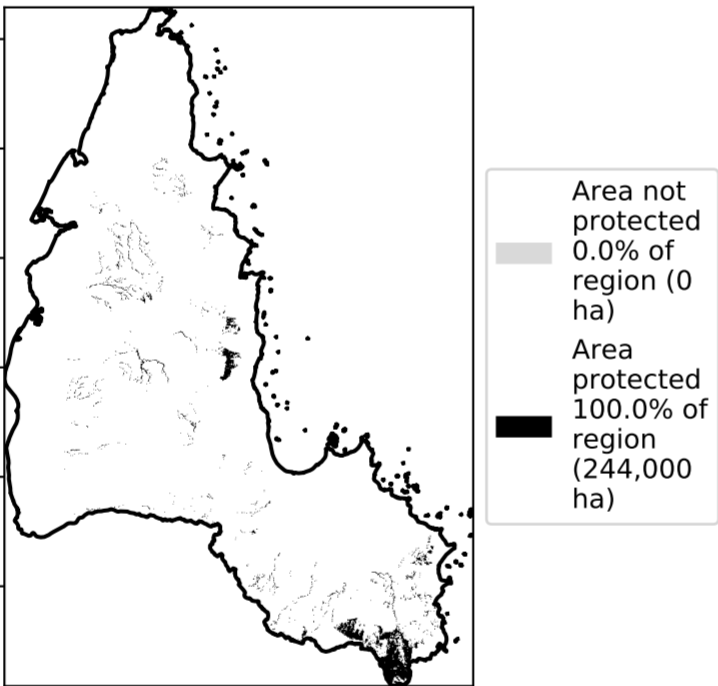 Area not
protected
0.0% of
region (0
ha)
Area
protected
100.0% of
region
(244,000
ha)